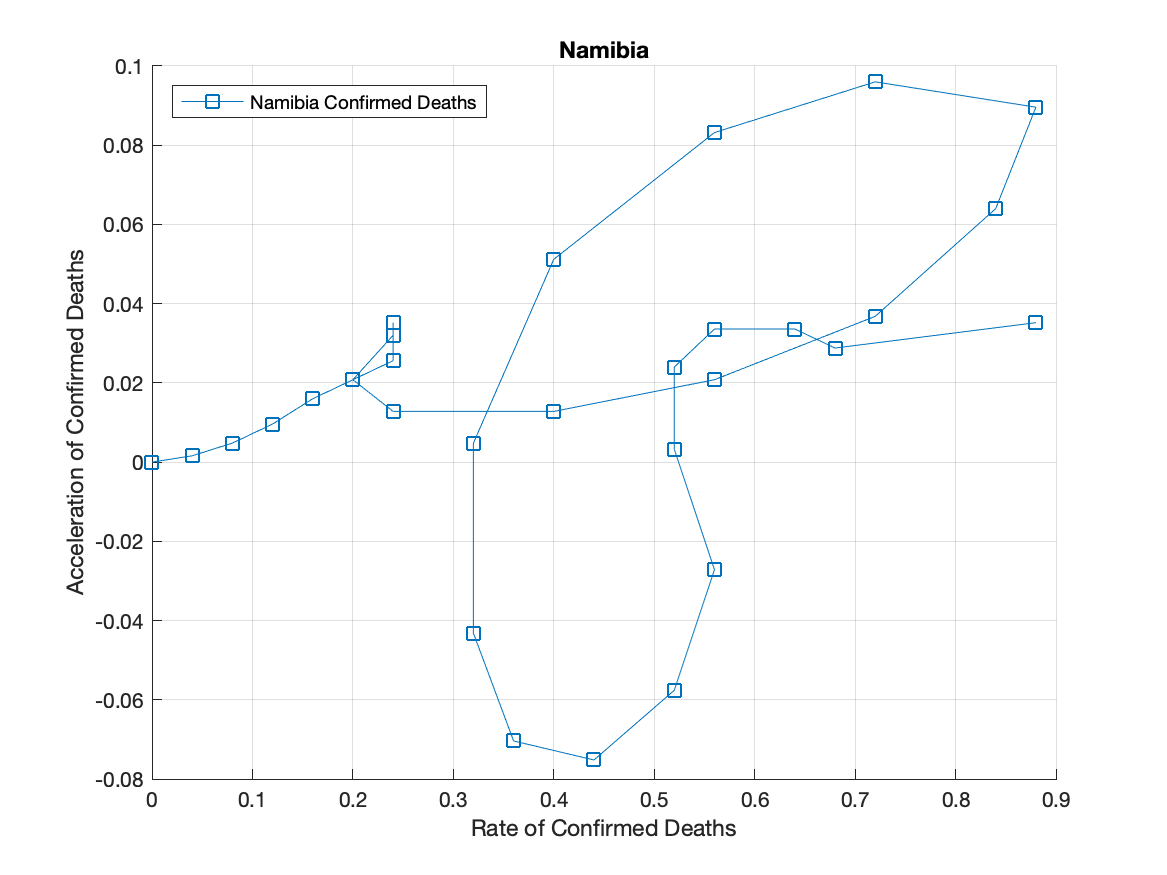 Namibia
Namibia Confirmed Deaths
0.1
0.08
0.06
0.04
0.02
0
-0.02
-0.04
-0.06
-0.08
Acceleration of Confirmed Deaths
0 0.1 0.2 0.3 0.4 0.5 0.6 0.7 0.8 0.9
Rate of Confirmed Deaths